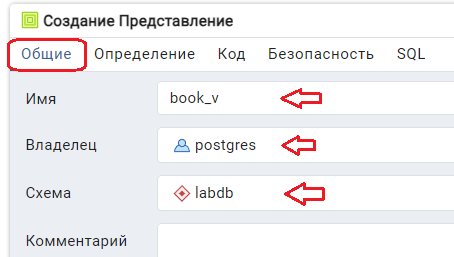 Создание Представление
Общие Определение Код Безопасность SQL
Имя book_v
Владелец postgres
Схема labdb
Комментарий